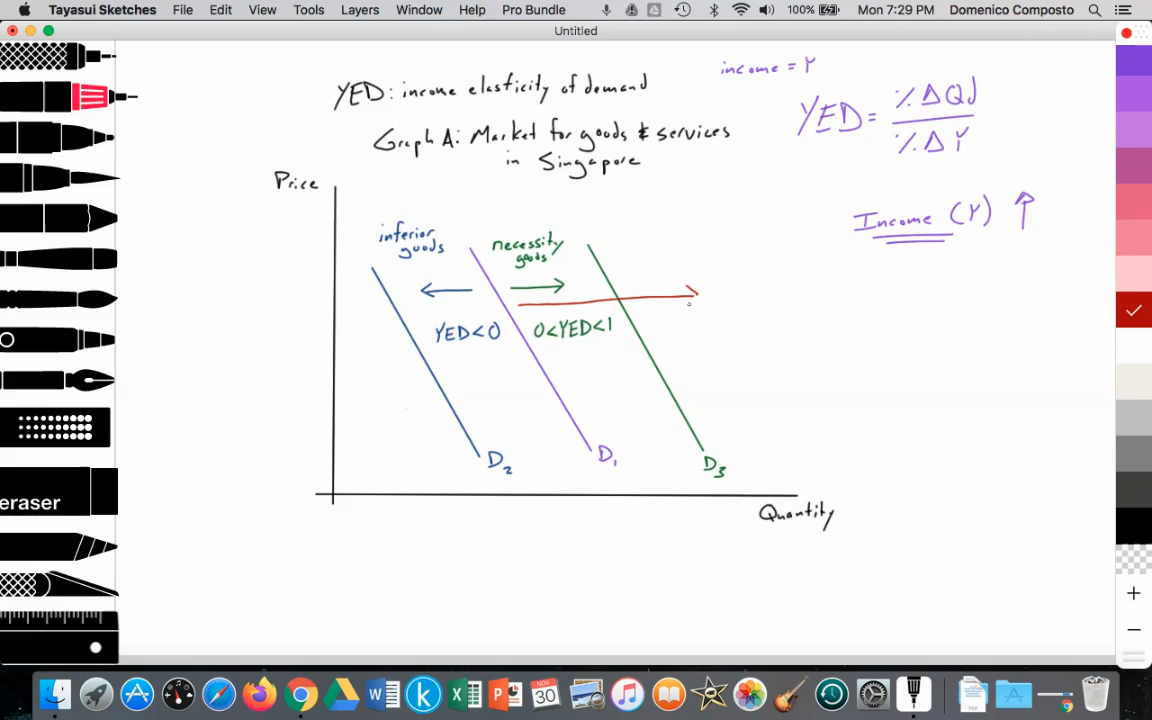 Tayasui Sketches File Edit View Tools Layers Window Help Pro Bundle 100% Mon 7:29 PM Domenico Composto
Untitled
income = Y
YED: income elasticity of demand
YED = %ΔQd / %ΔY
Graph A: Market for goods & services
in Singapore
Price
Income (Y) ↑
inferior
goods
necessity
goods
YED<0
0<YED<1
D2
D1
D3
Quantity
eraser
NOV
30